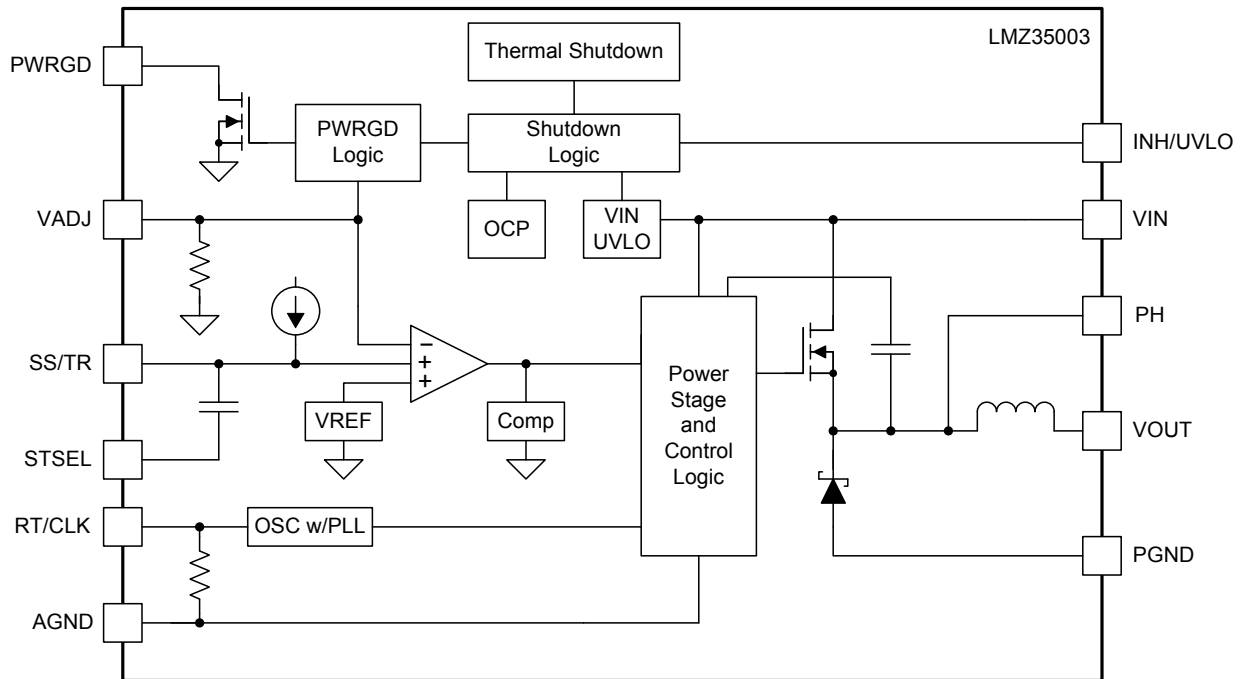 LMZ35003
Thermal Shutdown
PWRGD
PWRGD
Logic
Shutdown
Logic
INH/UVLO
VADJ
OCP
VIN
UVLO
VIN
PH
SS/TR
−
+
+
VREF
Comp
Power
Stage
and
Control
Logic
VOUT
STSEL
RT/CLK
OSC w/PLL
PGND
AGND